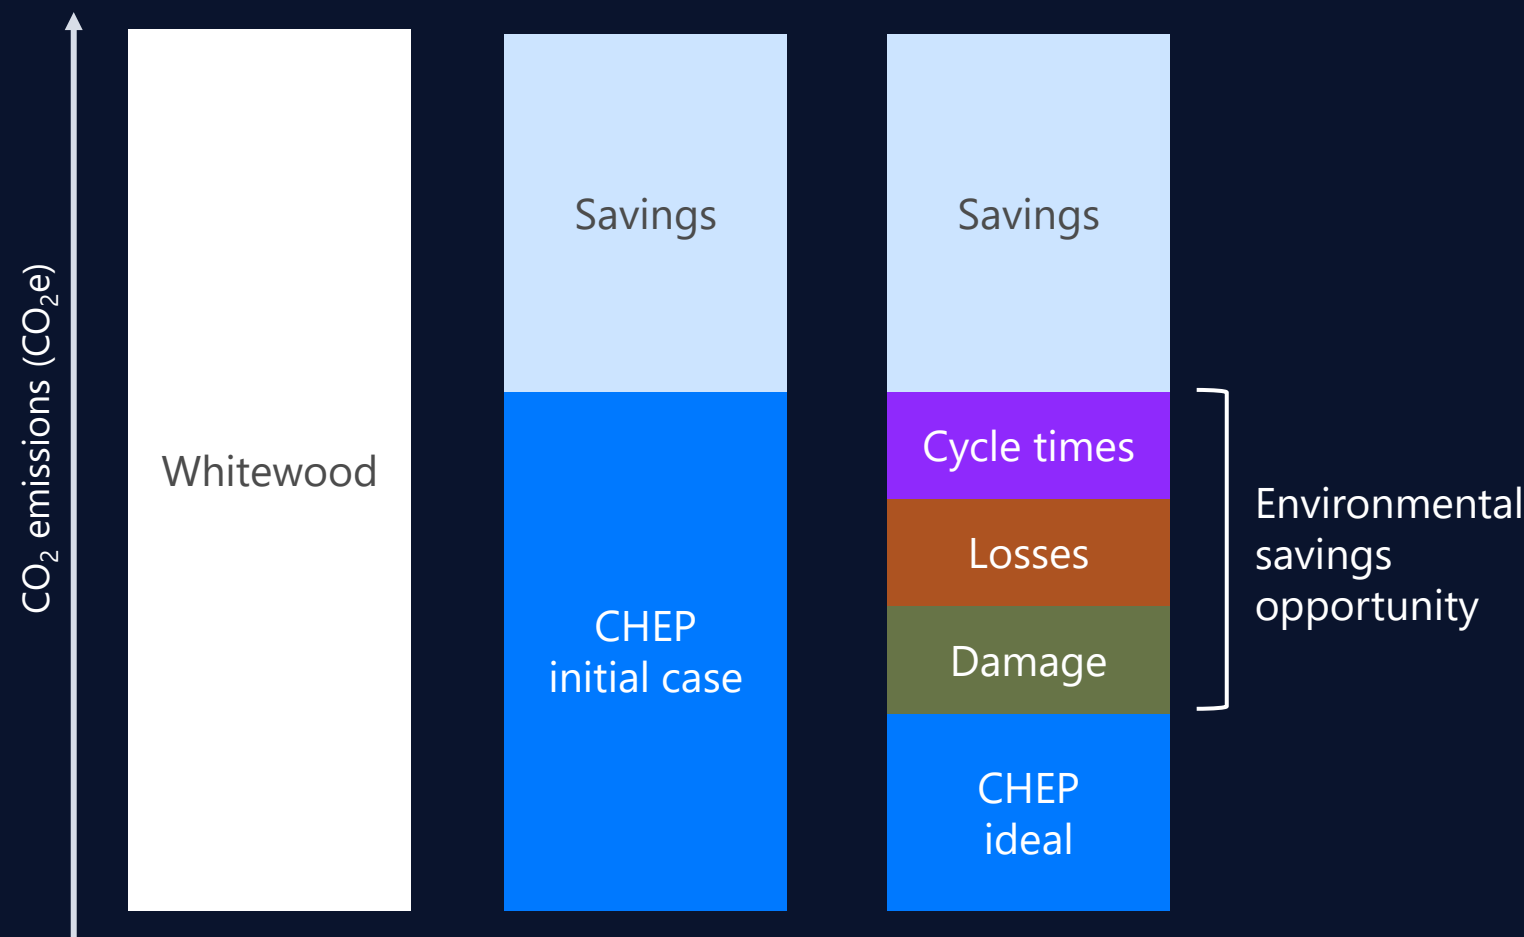 CO₂ emissions (CO₂e)
Whitewood
Savings
CHEP
initial case
Savings
Cycle times
Losses
Damage
CHEP
ideal
Environmental
savings
opportunity